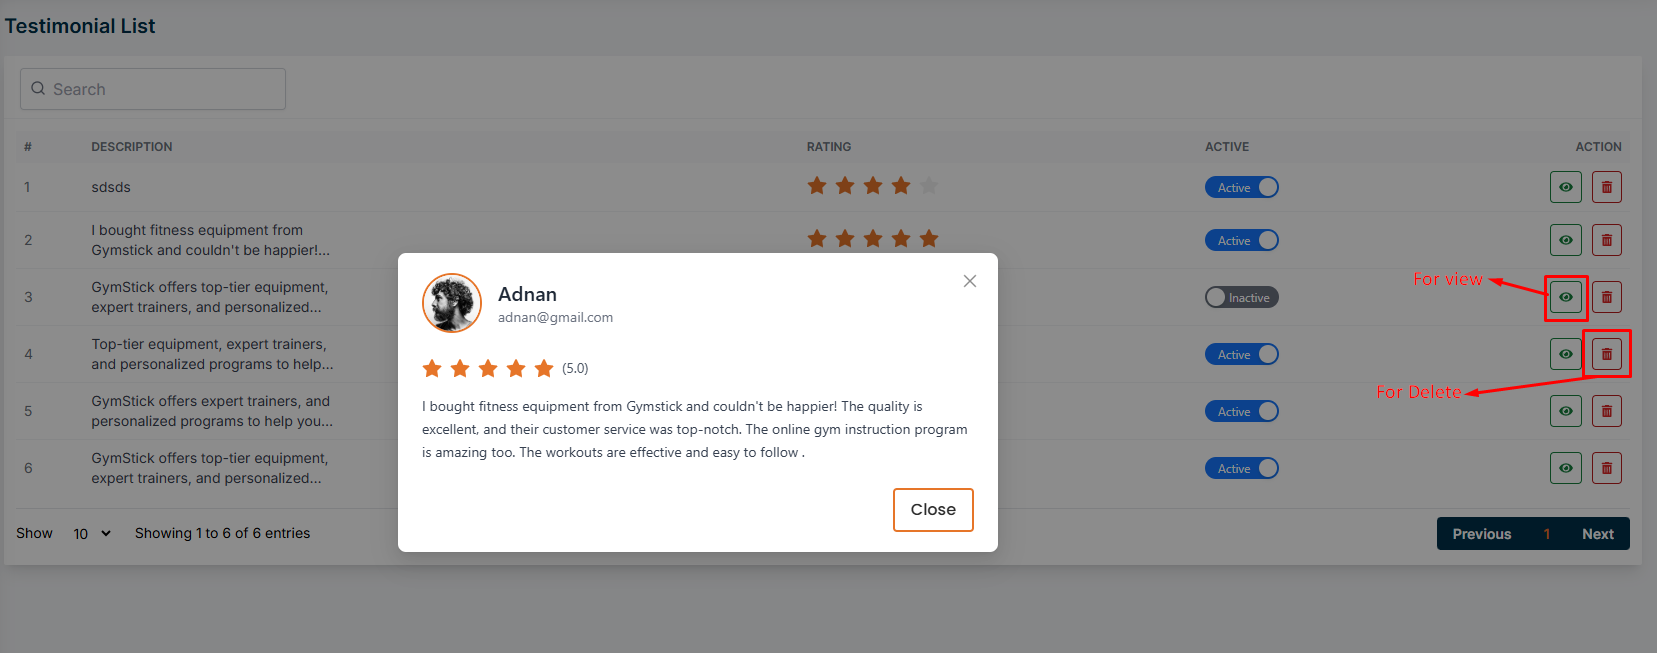 Testimonial List
Search
# DESCRIPTION RATING ACTIVE ACTION
1 sdsds Active
2 I bought fitness equipment from
Gymstick and couldn't be happier!... Active
3 GymStick offers top-tier equipment,
expert trainers, and personalized... Inactive
For view
4 Top-tier equipment, expert trainers,
and personalized programs to help... Active
For Delete
5 GymStick offers expert trainers, and
personalized programs to help you... Active
6 GymStick offers top-tier equipment,
expert trainers, and personalized... Active
Adnan
adnan@gmail.com
(5.0)
I bought fitness equipment from Gymstick and couldn't be happier! The quality is
excellent, and their customer service was top-notch. The online gym instruction program
is amazing too. The workouts are effective and easy to follow .
Close
Show 10 Showing 1 to 6 of 6 entries Previous 1 Next